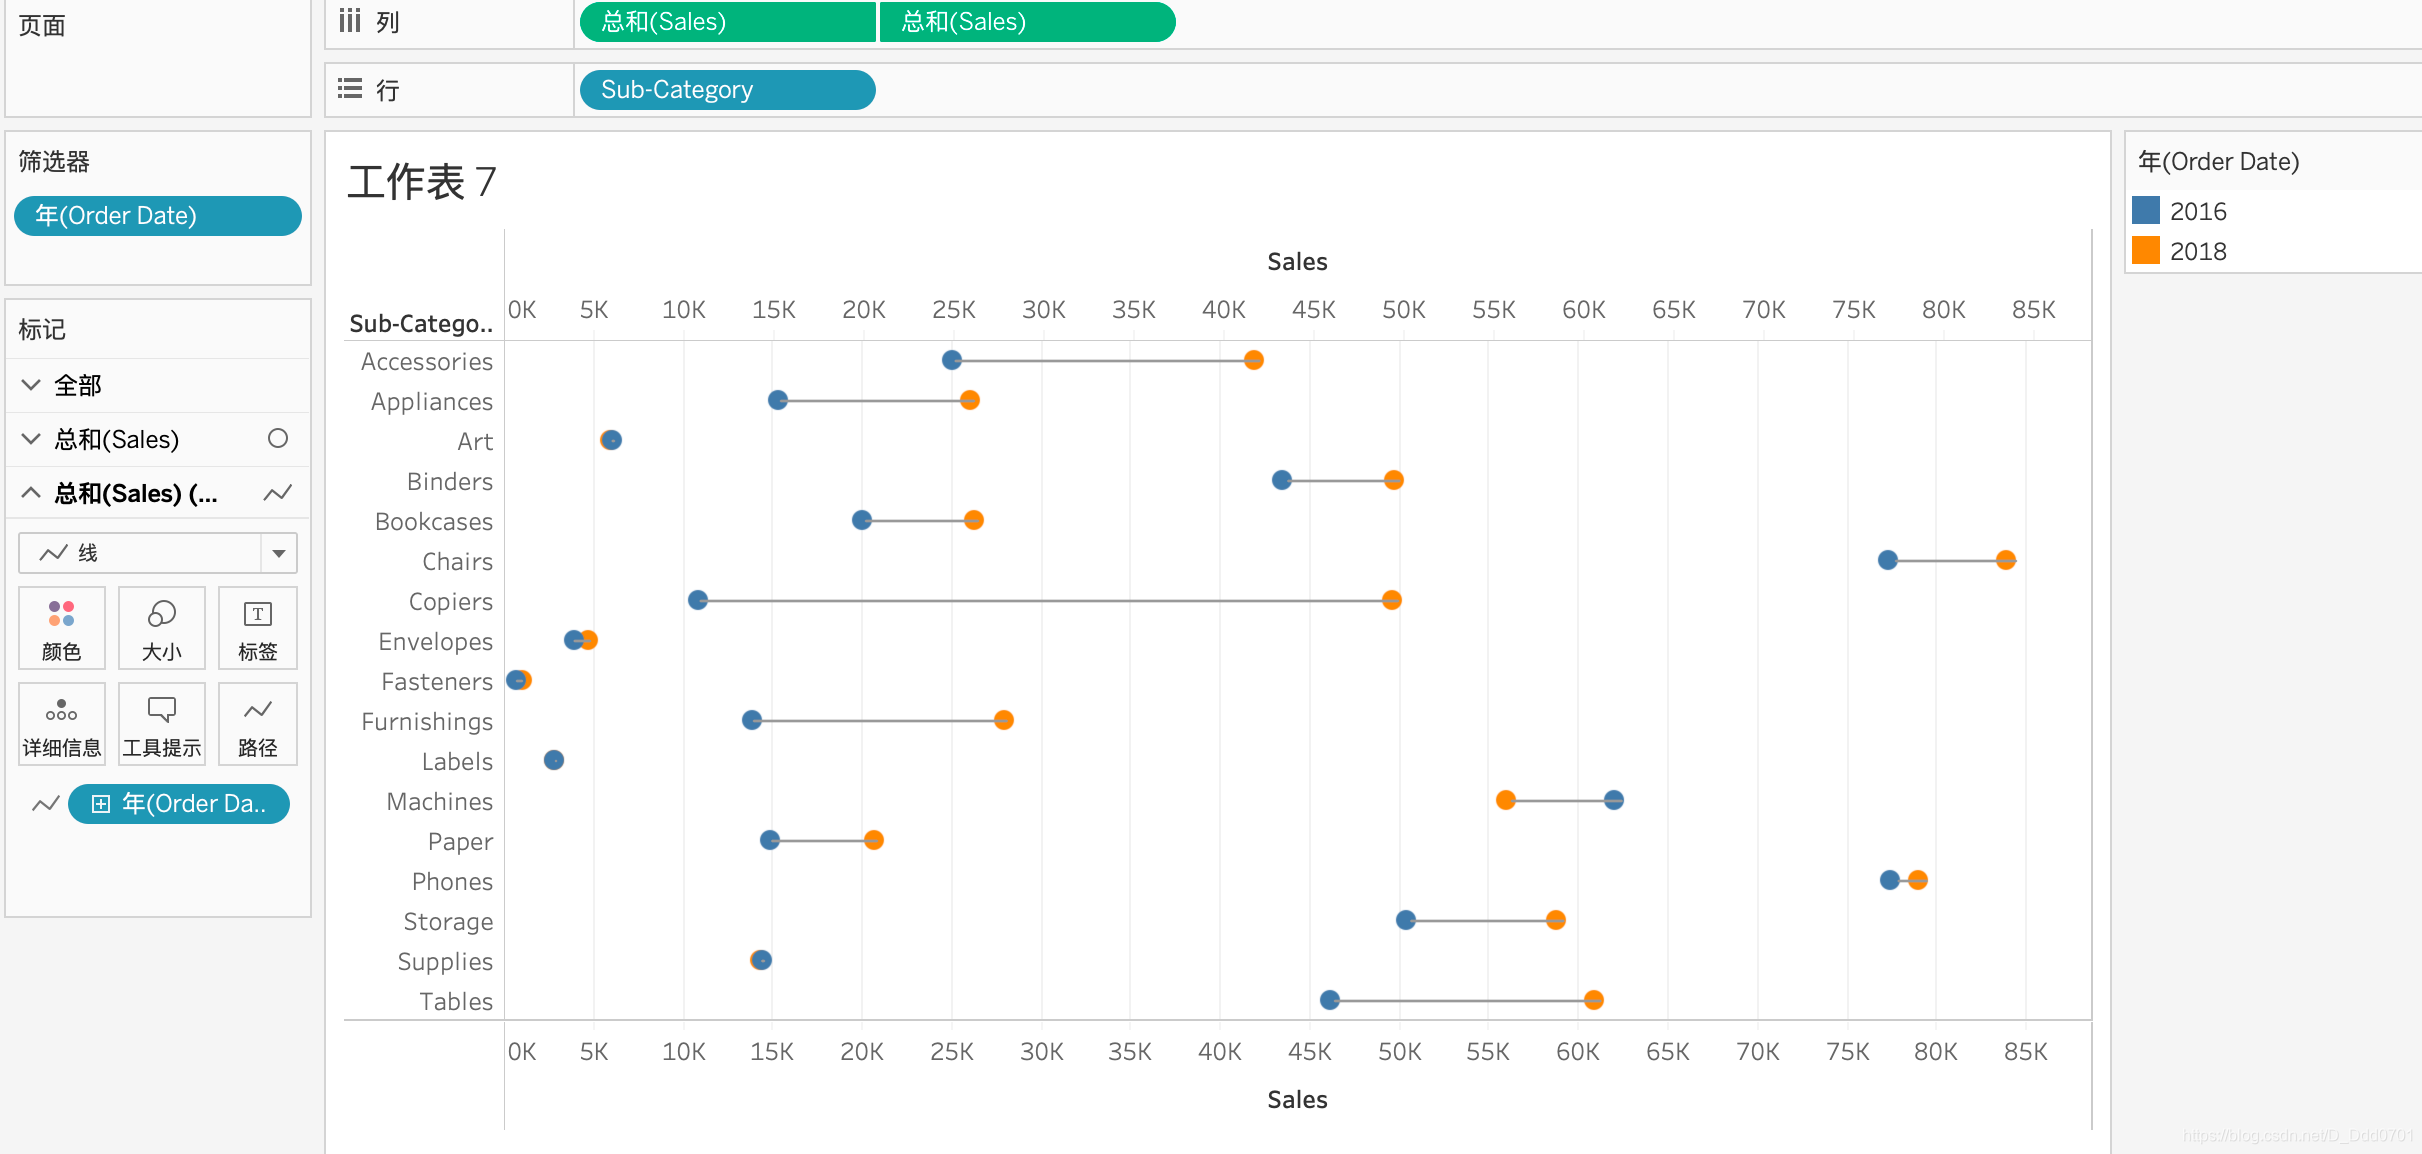 页面
列
总和(Sales)
总和(Sales)
行
Sub-Category
筛选器
年(Order Date)
标记
全部
总和(Sales)
总和(Sales) (...
线
颜色
大小
标签
详细信息
工具提示
路径
年(Order Da..
工作表 7
Sales
Sub-Catego..
0K 5K 10K 15K 20K 25K 30K 35K 40K 45K 50K 55K 60K 65K 70K 75K 80K 85K
Accessories
Appliances
Art
Binders
Bookcases
Chairs
Copiers
Envelopes
Fasteners
Furnishings
Labels
Machines
Paper
Phones
Storage
Supplies
Tables
0K 5K 10K 15K 20K 25K 30K 35K 40K 45K 50K 55K 60K 65K 70K 75K 80K 85K
Sales
年(Order Date)
2016
2018
https://blog.csdn.net/D_Ddd0701